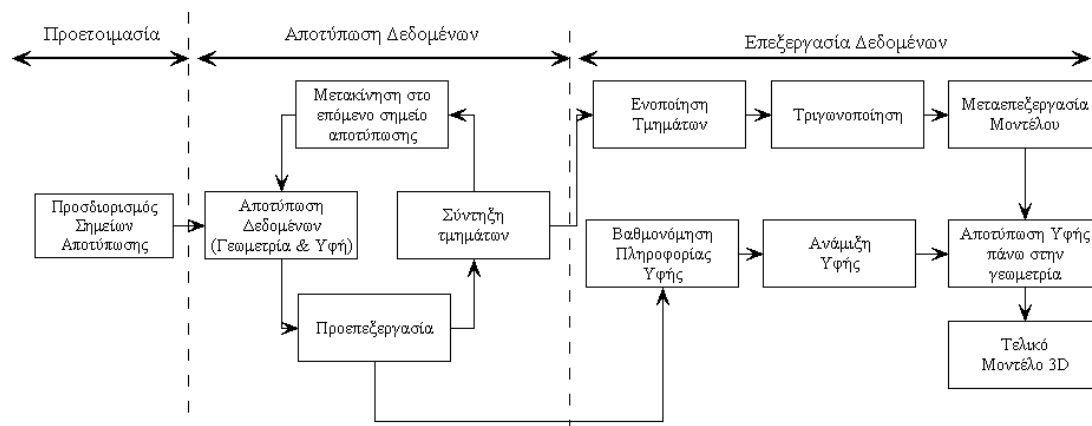 Προετοιμασία
Αποτύπωση Δεδομένων
Επεξεργασία Δεδομένων
Μετακίνηση στο
επόμενο σημείο
αποτύπωσης
Ενοποίηση
Τμημάτων
Τριγωνοποίηση
Μεταεπεξεργασία
Μοντέλου
Προσδιορισμός
Σημείων
Αποτύπωσης
Αποτύπωση
Δεδομένων
(Γεωμετρία & Υφή)
Σύντηξη
τμημάτων
Βαθμονόμηση
Πληροφορίας
Υφής
Ανάμιξη
Υφής
Αποτύπωση Υφής
πάνω στην
γεωμετρία
Προεπεξεργασία
Τελικό
Μοντέλο 3D